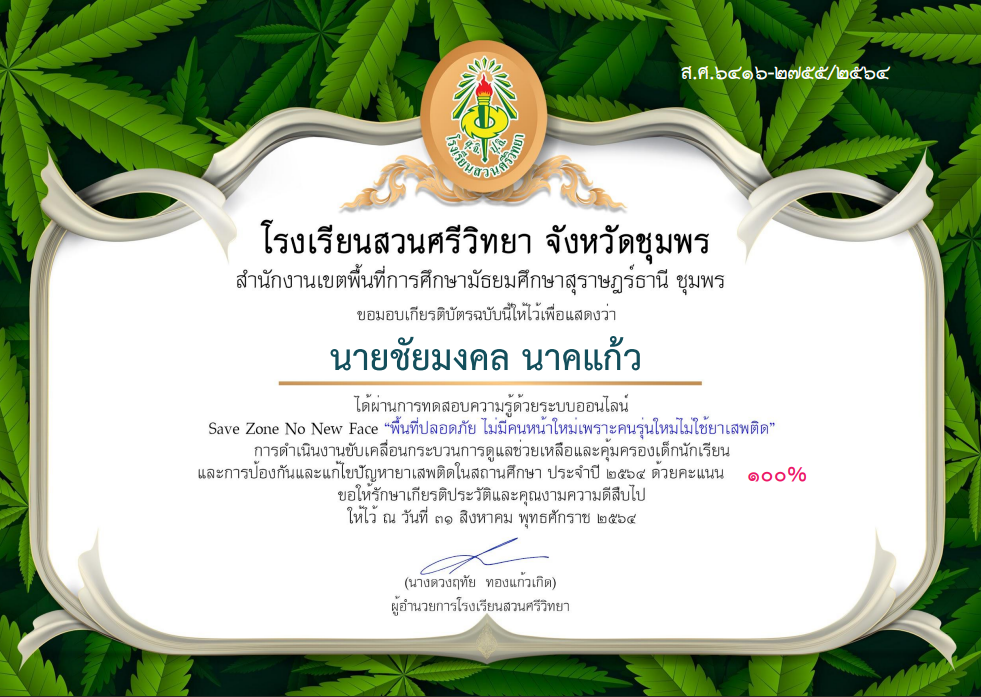 ส.ศ.๖๔๑๖-๒๗๕๕/๒๕๖๔
ส.ว. ป.ส.
โรงเรียนสวนศรีวิทยา
โรงเรียนสวนศรีวิทยา จังหวัดชุมพร
สำนักงานเขตพื้นที่การศึกษามัธยมศึกษาสุราษฎร์ธานี ชุมพร
ขอมอบเกียรติบัตรฉบับนี้ให้ไว้เพื่อแสดงว่า
นายชัยมงคล นาคแก้ว
ได้ผ่านการทดสอบความรู้ด้วยระบบออนไลน์
Save Zone No New Face “พื้นที่ปลอดภัย ไม่มีคนหน้าใหม่เพราะคนรุ่นใหม่ไม่ใช้ยาเสพติด”
การดำเนินงานขับเคลื่อนกระบวนการดูแลช่วยเหลือและคุ้มครองเด็กนักเรียน
และการป้องกันและแก้ไขปัญหายาเสพติดในสถานศึกษา ประจำปี ๒๕๖๔ ด้วยคะแนน ๑๐๐%
ขอให้รักษาเกียรติประวัติและคุณงามความดีสืบไป
ให้ไว้ ณ วันที่ ๓๑ สิงหาคม พุทธศักราช ๒๕๖๔
(นางดวงฤทัย ทองแก้วเกิด)
ผู้อำนวยการโรงเรียนสวนศรีวิทยา